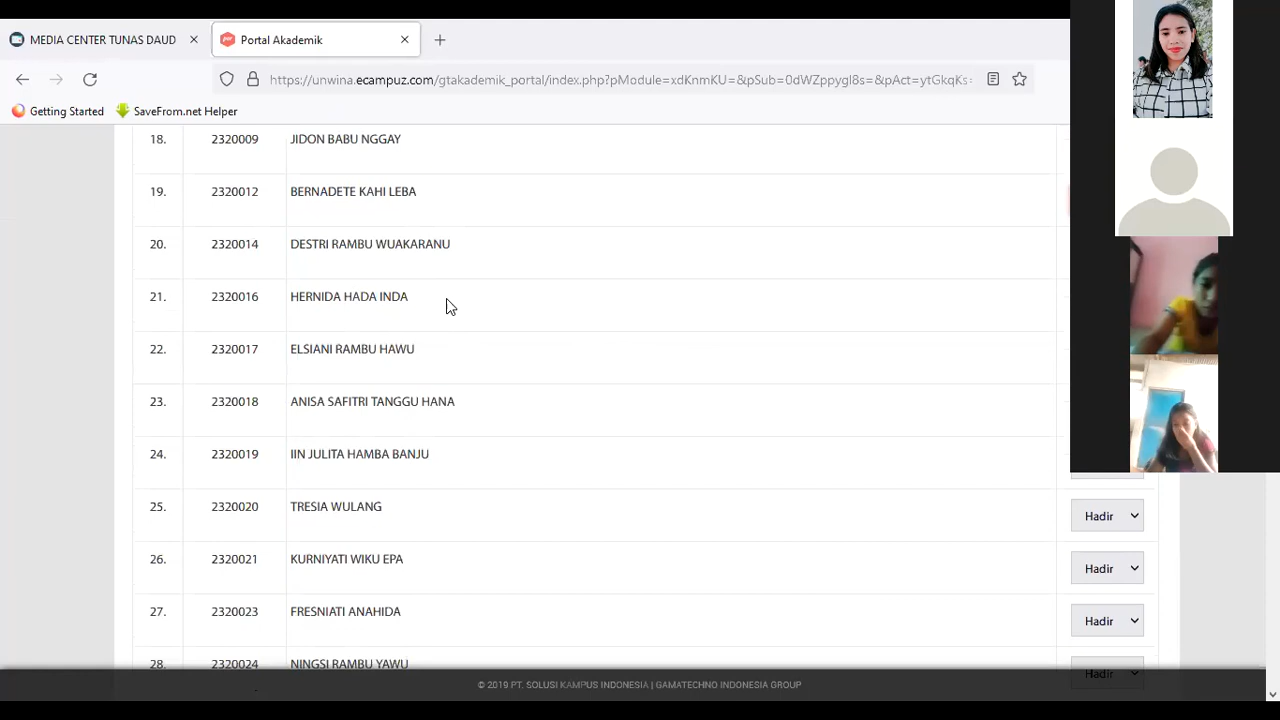 MEDIA CENTER TUNAS DAUD
Portal Akademik
https://unwina.ecampuz.com/gtakademik_portal/index.php?pModule=xdKnmKU=&pSub=0dWZppygl8s=&pAct=ytGkqKs=
Getting Started SaveFrom.net Helper
18. 2320009 JIDON BABU NGGAY
19. 2320012 BERNADETE KAHI LEBA
20. 2320014 DESTRI RAMBU WUAKARANU
21. 2320016 HERNIDA HADA INDA
22. 2320017 ELSIANI RAMBU HAWU
23. 2320018 ANISA SAFITRI TANGGU HANA
24. 2320019 IIN JULITA HAMBA BANJU
25. 2320020 TRESIA WULANG Hadir
26. 2320021 KURNIYATI WIKU EPA Hadir
27. 2320023 FRESNIATI ANAHIDA Hadir
28. 2320024 NINGSI RAMBU YAWU Hadir
© 2019 PT. SOLUSI KAMPUS INDONESIA | GAMATECHNO INDONESIA GROUP